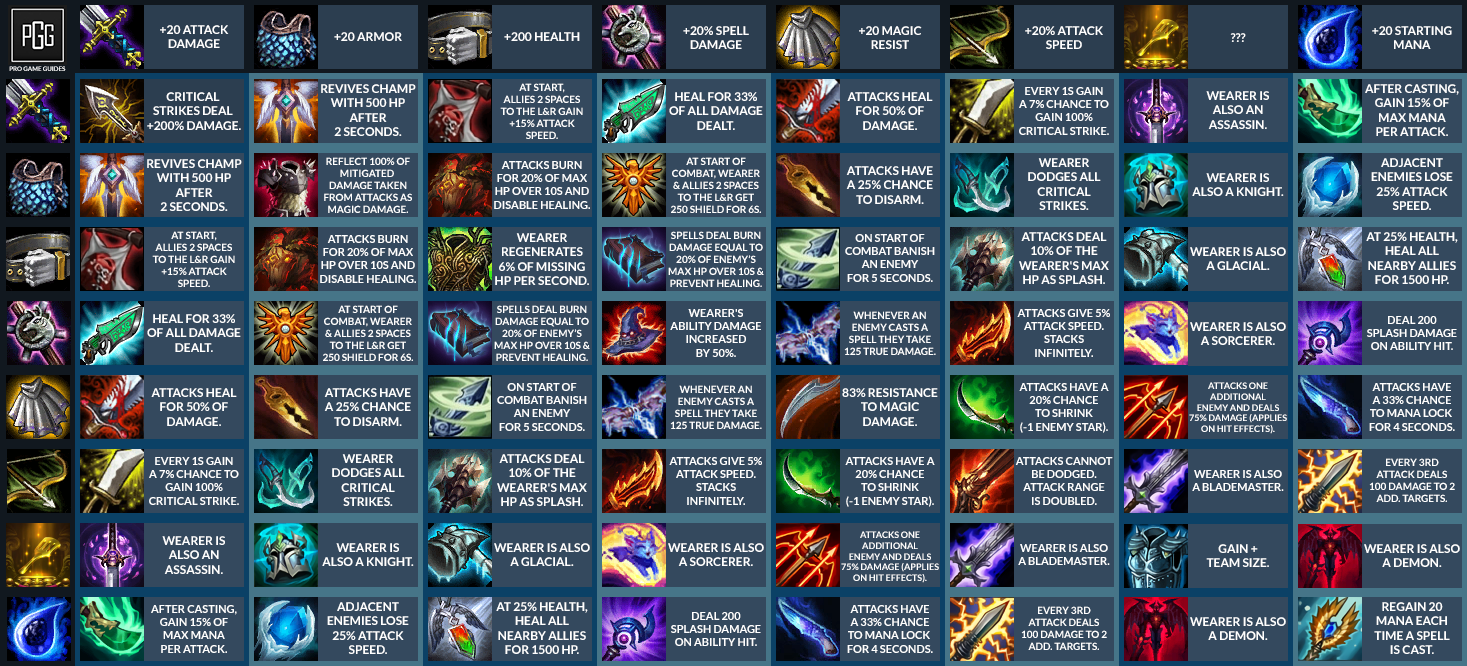 PGG
PRO GAME GUIDES
+20 ATTACK
DAMAGE
+20 ARMOR
+200 HEALTH
+20% SPELL
DAMAGE
+20 MAGIC
RESIST
+20% ATTACK
SPEED
???
+20 STARTING
MANA
CRITICAL
STRIKES DEAL
+200% DAMAGE.
REVIVES CHAMP
WITH 500 HP
AFTER
2 SECONDS.
AT START,
ALLIES 2 SPACES
TO THE L&R GAIN
+15% ATTACK
SPEED.
HEAL FOR 33%
OF ALL DAMAGE
DEALT.
ATTACKS HEAL
FOR 50% OF
DAMAGE.
EVERY 1S GAIN
A 7% CHANCE TO
GAIN 100%
CRITICAL STRIKE.
WEARER IS
ALSO AN
ASSASSIN.
AFTER CASTING,
GAIN 15% OF
MAX MANA
PER ATTACK.
REVIVES CHAMP
WITH 500 HP
AFTER
2 SECONDS.
REFLECT 100% OF
MITIGATED
DAMAGE TAKEN
FROM ATTACKS AS
MAGIC DAMAGE.
ATTACKS BURN
FOR 20% OF MAX
HP OVER 10S AND
DISABLE HEALING.
AT START OF
COMBAT, WEARER
& ALLIES 2 SPACES
TO THE L&R GET
250 SHIELD FOR 6S.
ATTACKS HAVE
A 25% CHANCE
TO DISARM.
WEARER
DODGES ALL
CRITICAL
STRIKES.
WEARER IS
ALSO A KNIGHT.
ADJACENT
ENEMIES LOSE
25% ATTACK
SPEED.
AT START,
ALLIES 2 SPACES
TO THE L&R GAIN
+15% ATTACK
SPEED.
ATTACKS BURN
FOR 20% OF MAX
HP OVER 10S AND
DISABLE HEALING.
WEARER
REGENERATES
6% OF MISSING
HP PER SECOND.
SPELLS DEAL BURN
DAMAGE EQUAL TO
20% OF ENEMY'S
MAX HP OVER 10S &
PREVENT HEALING.
ON START OF
COMBAT BANISH
AN ENEMY
FOR 5 SECONDS.
ATTACKS DEAL
10% OF THE
WEARER'S MAX
HP AS SPLASH.
WEARER IS ALSO
A GLACIAL.
AT 25% HEALTH,
HEAL ALL
NEARBY ALLIES
FOR 1500 HP.
HEAL FOR 33%
OF ALL DAMAGE
DEALT.
AT START OF
COMBAT, WEARER
& ALLIES 2 SPACES
TO THE L&R GET
250 SHIELD FOR 6S.
SPELLS DEAL BURN
DAMAGE EQUAL TO
20% OF ENEMY'S
MAX HP OVER 10S &
PREVENT HEALING.
WEARER'S
ABILITY DAMAGE
INCREASED
BY 50%.
WHENEVER AN
ENEMY CASTS A
SPELL THEY TAKE
125 TRUE DAMAGE.
ATTACKS GIVE 5%
ATTACK SPEED.
STACKS
INFINITELY.
WEARER IS ALSO
A SORCERER.
DEAL 200
SPLASH DAMAGE
ON ABILITY HIT.
ATTACKS HEAL
FOR 50% OF
DAMAGE.
ATTACKS HAVE
A 25% CHANCE
TO DISARM.
ON START OF
COMBAT BANISH
AN ENEMY
FOR 5 SECONDS.
WHENEVER AN
ENEMY CASTS A
SPELL THEY TAKE
125 TRUE DAMAGE.
83% RESISTANCE
TO MAGIC
DAMAGE.
ATTACKS HAVE A
20% CHANCE
TO SHRINK
(-1 ENEMY STAR).
ATTACKS ONE
ADDITIONAL
ENEMY AND DEALS
75% DAMAGE (APPLIES
ON HIT EFFECTS).
ATTACKS HAVE
A 33% CHANCE
TO MANA LOCK
FOR 4 SECONDS.
EVERY 1S GAIN
A 7% CHANCE TO
GAIN 100%
CRITICAL STRIKE.
WEARER
DODGES ALL
CRITICAL
STRIKES.
ATTACKS DEAL
10% OF THE
WEARER'S MAX
HP AS SPLASH.
ATTACKS GIVE 5%
ATTACK SPEED.
STACKS
INFINITELY.
ATTACKS HAVE A
20% CHANCE
TO SHRINK
(-1 ENEMY STAR).
ATTACKS CANNOT
BE DODGED.
ATTACK RANGE
IS DOUBLED.
WEARER IS ALSO
A BLADEMASTER.
EVERY 3RD
ATTACK DEALS
100 DAMAGE TO 2
ADD. TARGETS.
WEARER IS
ALSO AN
ASSASSIN.
WEARER IS
ALSO A KNIGHT.
WEARER IS ALSO
A GLACIAL.
WEARER IS ALSO
A SORCERER.
ATTACKS ONE
ADDITIONAL
ENEMY AND DEALS
75% DAMAGE (APPLIES
ON HIT EFFECTS).
WEARER IS ALSO
A BLADEMASTER.
GAIN +
TEAM SIZE.
WEARER IS ALSO
A DEMON.
AFTER CASTING,
GAIN 15% OF
MAX MANA
PER ATTACK.
ADJACENT
ENEMIES LOSE
25% ATTACK
SPEED.
AT 25% HEALTH,
HEAL ALL
NEARBY ALLIES
FOR 1500 HP.
DEAL 200
SPLASH DAMAGE
ON ABILITY HIT.
ATTACKS HAVE
A 33% CHANCE
TO MANA LOCK
FOR 4 SECONDS.
EVERY 3RD
ATTACK DEALS
100 DAMAGE TO 2
ADD. TARGETS.
WEARER IS ALSO
A DEMON.
REGAIN 20
MANA EACH
TIME A SPELL
IS CAST.